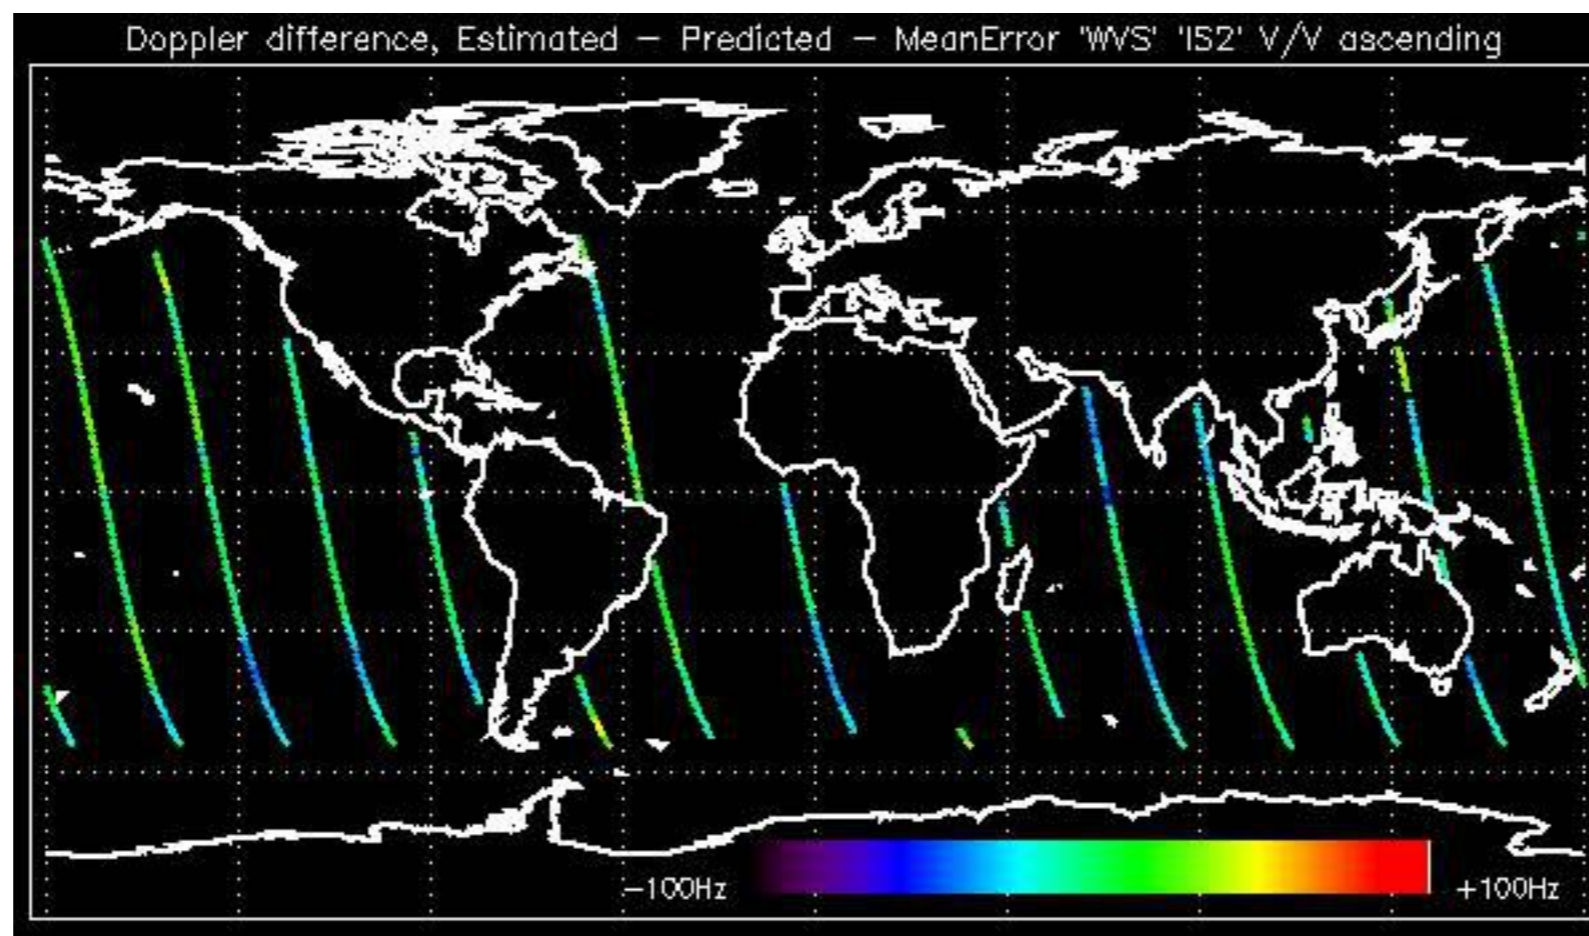 Doppler difference, Estimated – Predicted – MeanError 'WVS' 'IS2' V/V ascending
–100Hz
+100Hz